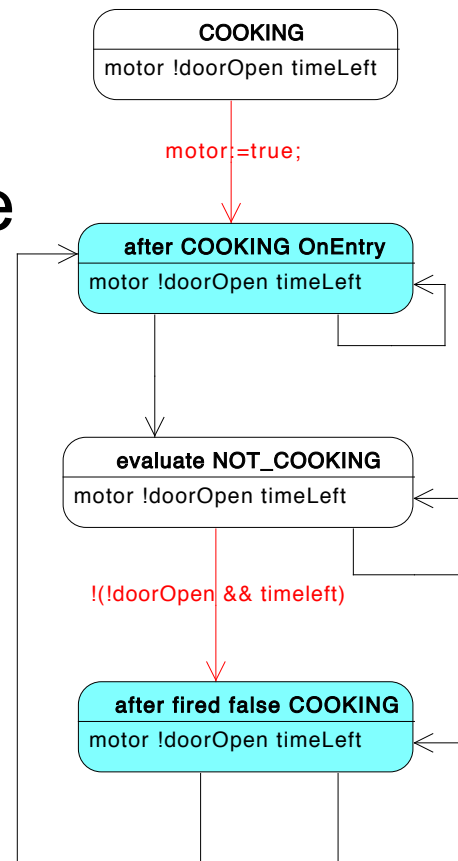 COOKING
motor !doorOpen timeLeft
motor:=true;
e
after COOKING OnEntry
motor !doorOpen timeLeft
evaluate NOT_COOKING
motor !doorOpen timeLeft
!(!doorOpen && timeleft)
after fired false COOKING
motor !doorOpen timeLeft